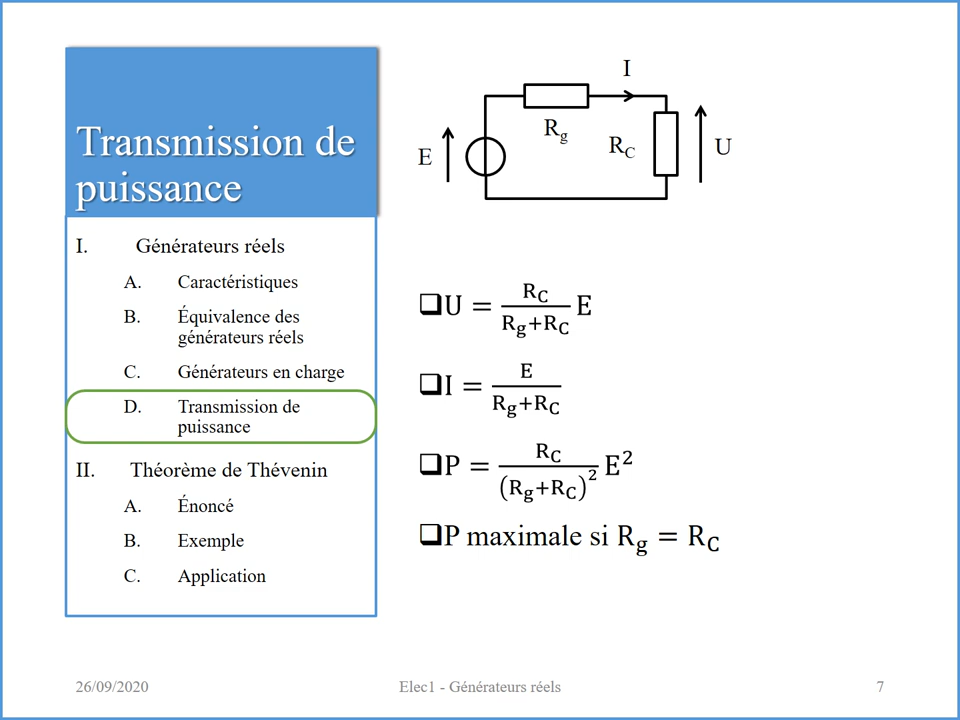 Transmission de
puissance
I. Générateurs réels
A. Caractéristiques
B. Équivalence des
générateurs réels
C. Générateurs en charge
D. Transmission de
puissance
II. Théorème de Thévenin
A. Énoncé
B. Exemple
C. Application
I
R_g
E
R_C
U
❑U = R_C/(R_g+R_C) E
❑I = E/(R_g+R_C)
❑P = R_C/(R_g+R_C)² E²
❑P maximale si R_g = R_C
26/09/2020
Elec1 - Générateurs réels
7